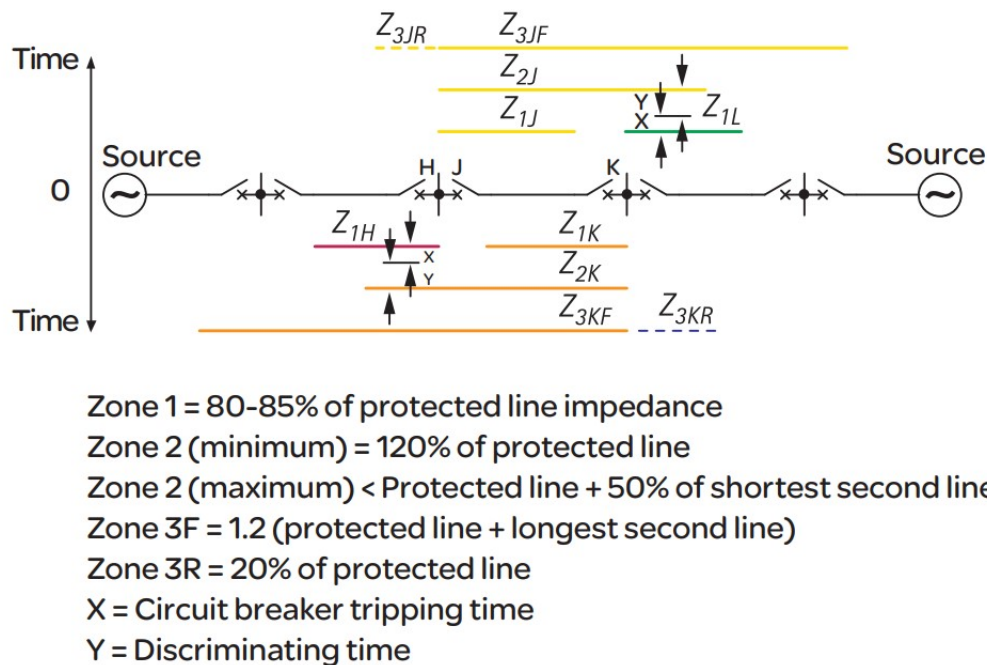 Z3JR Z3JF
Time
Z2J
Y
Z1J X Z1L
Source H J K Source
0
Z1H Z1K
X
Z2K
Y
Time Z3KF Z3KR
Zone 1 = 80-85% of protected line impedance
Zone 2 (minimum) = 120% of protected line
Zone 2 (maximum) < Protected line + 50% of shortest second line
Zone 3F = 1.2 (protected line + longest second line)
Zone 3R = 20% of protected line
X = Circuit breaker tripping time
Y = Discriminating time